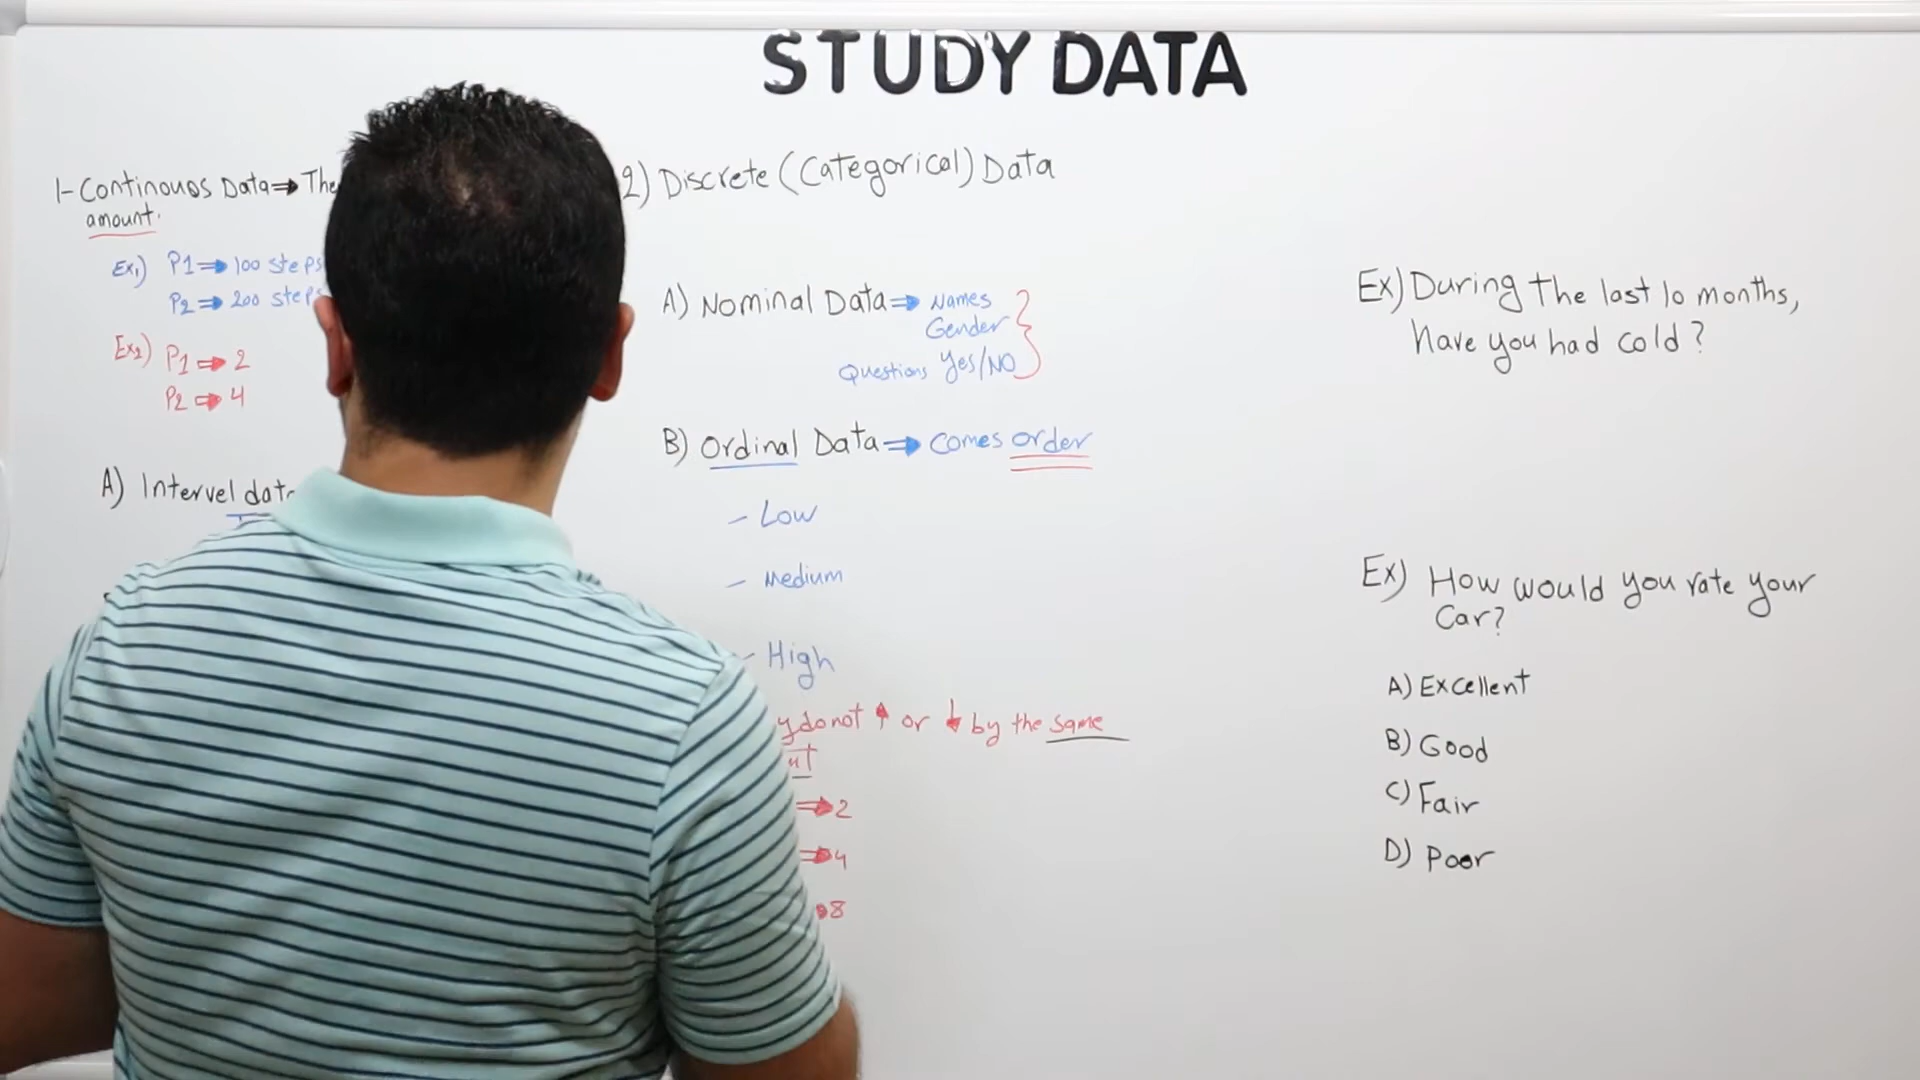 STUDY DATA
1- Continouos Data ⇒ The
amount.
Ex1) P1 ⇒ 100 steps
P2 ⇒ 200 steps
Ex2) P1 ⇒ 2
P2 ⇒ 4
A) Intervel data
2) Discrete (Categorical) Data
A) Nominal Data ⇒ Names
Gender
Questions Yes/No
B) Ordinal Data ⇒ Comes order
- Low
- Medium
- High
do not ↑ or ↓ by the same
⇒ 2
⇒ 4
8
Ex) During the last 10 months,
have you had cold?
Ex) How would you rate your
Car?
A) Excellent
B) Good
C) Fair
D) Poor